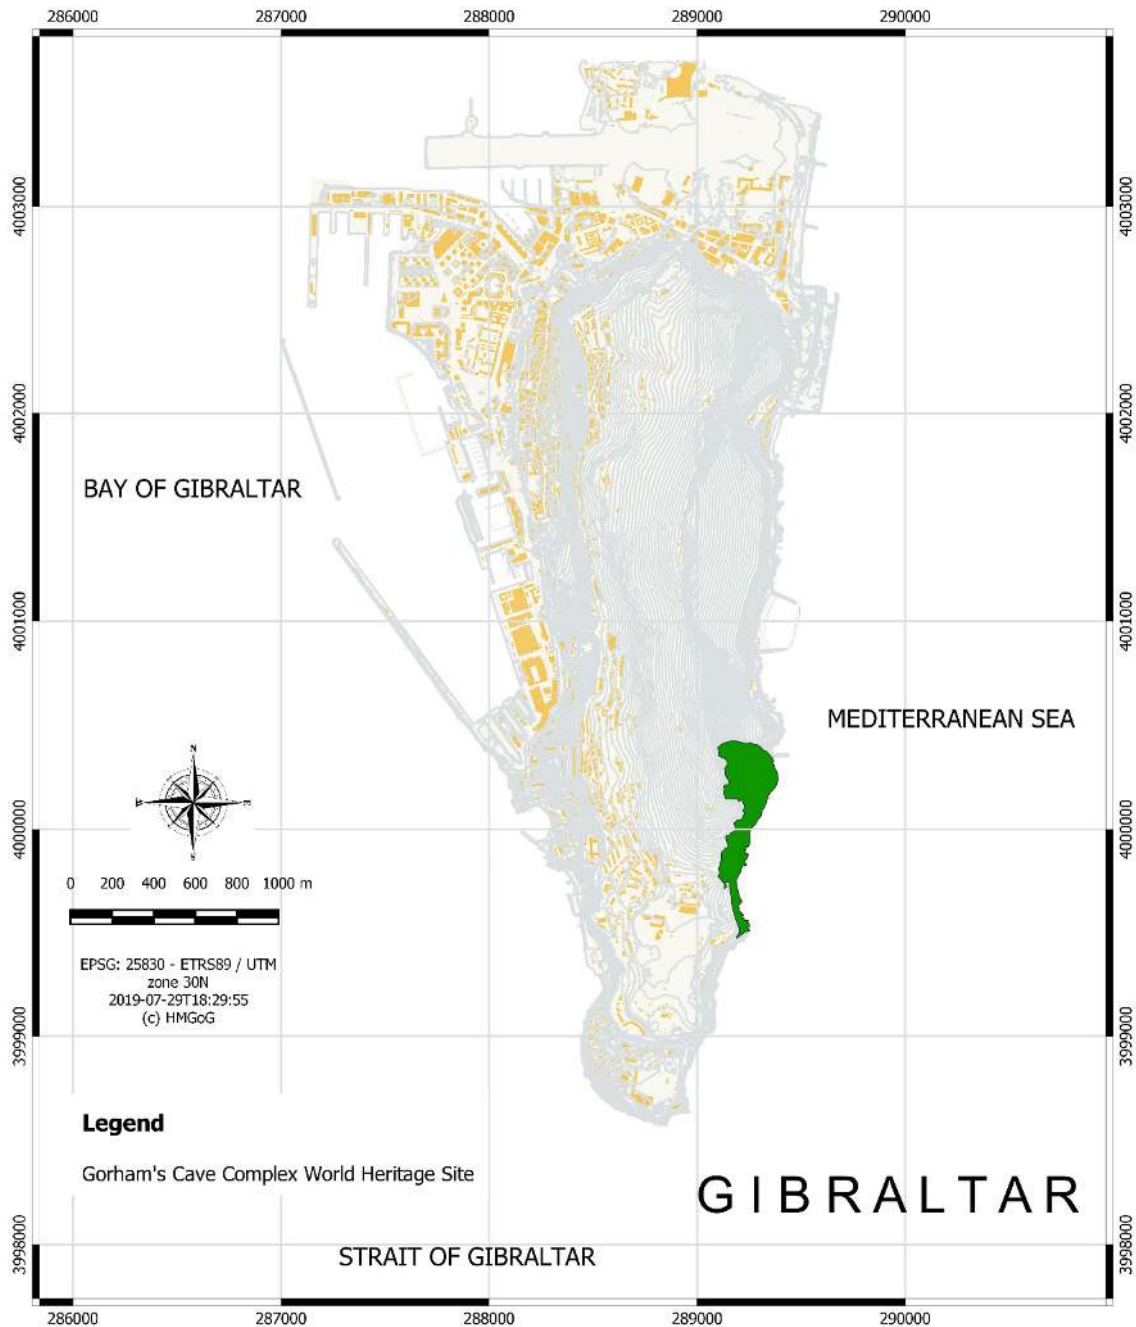 286000 287000 288000 289000 290000
4003000 4003000
4002000 4002000
BAY OF GIBRALTAR
4001000 4001000
MEDITERRANEAN SEA
N
E
S
4000000 4000000
0 200 400 600 800 1000 m
EPSG: 25830 - ETRS89 / UTM
zone 30N
2019-07-29T18:29:55
(c) HMGoG
3999000 3999000
Legend
Gorham's Cave Complex World Heritage Site
GIBRALTAR
3998000 3998000
STRAIT OF GIBRALTAR
286000 287000 288000 289000 290000